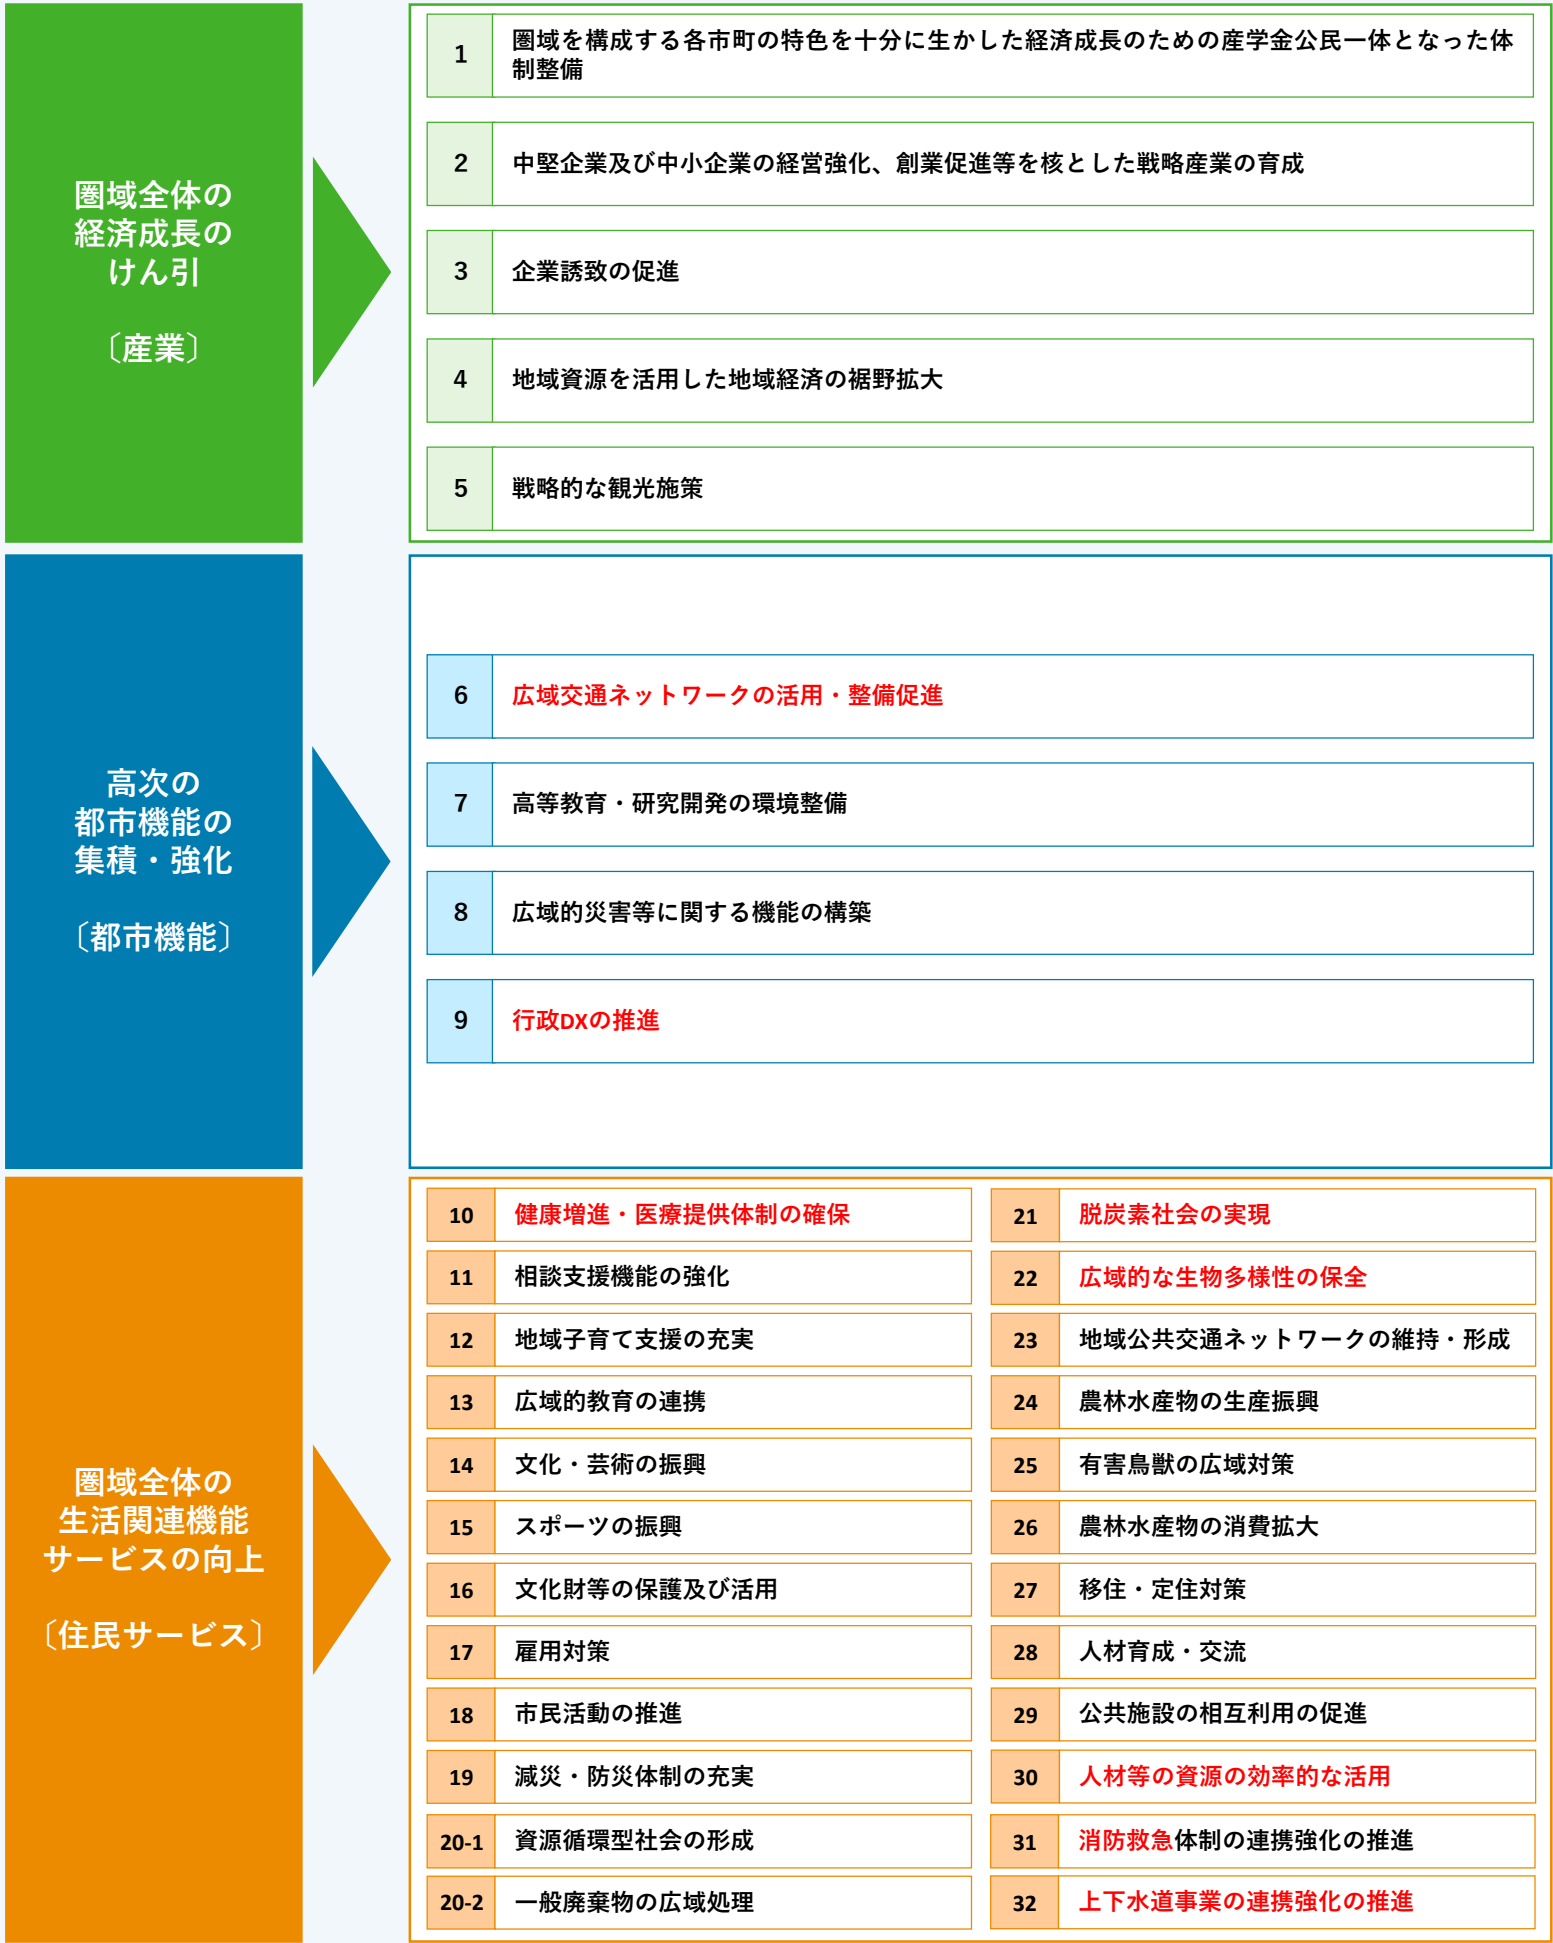 圏域全体の
経済成長の
けん引
〔産業〕
1
圏域を構成する各市町の特色を十分に生かした経済成長のための産学金公民一体となった体
制整備
2
中堅企業及び中小企業の経営強化、創業促進等を核とした戦略産業の育成
3
企業誘致の促進
4
地域資源を活用した地域経済の裾野拡大
5
戦略的な観光施策
高次の
都市機能の
集積・強化
〔都市機能〕
6
広域交通ネットワークの活用・整備促進
7
高等教育・研究開発の環境整備
8
広域的災害等に関する機能の構築
9
行政DXの推進
圏域全体の
生活関連機能
サービスの向上
〔住民サービス〕
10
健康増進・医療提供体制の確保
11
相談支援機能の強化
12
地域子育て支援の充実
13
広域的教育の連携
14
文化・芸術の振興
15
スポーツの振興
16
文化財等の保護及び活用
17
雇用対策
18
市民活動の推進
19
減災・防災体制の充実
20-1
資源循環型社会の形成
20-2
一般廃棄物の広域処理
21
脱炭素社会の実現
22
広域的な生物多様性の保全
23
地域公共交通ネットワークの維持・形成
24
農林水産物の生産振興
25
有害鳥獣の広域対策
26
農林水産物の消費拡大
27
移住・定住対策
28
人材育成・交流
29
公共施設の相互利用の促進
30
人材等の資源の効率的な活用
31
消防救急体制の連携強化の推進
32
上下水道事業の連携強化の推進